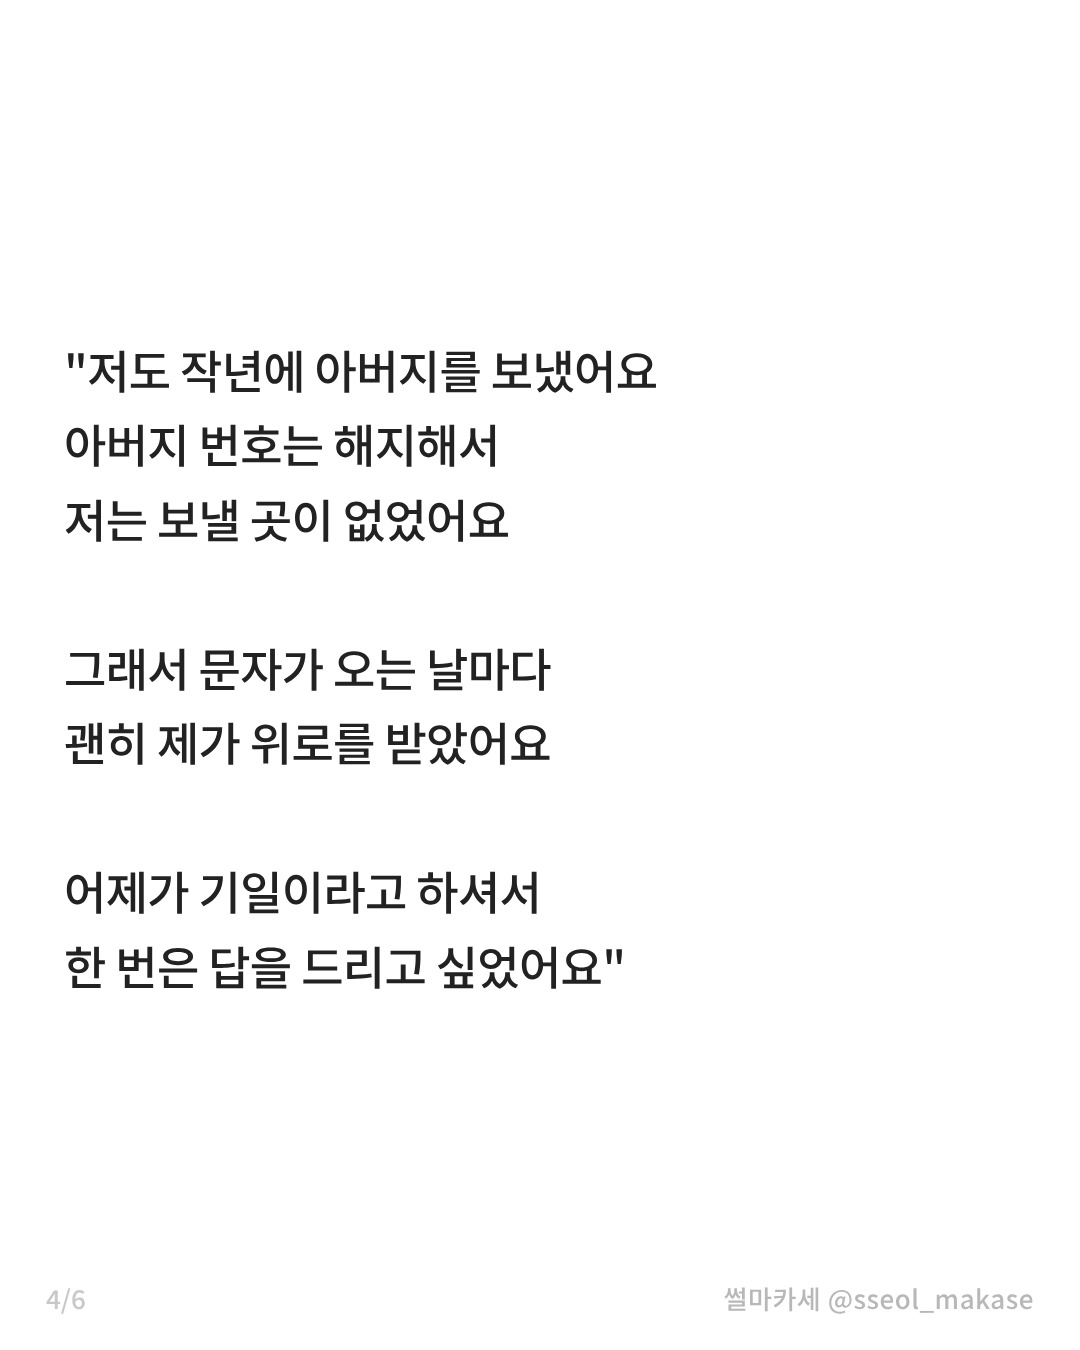 "저도 작년에 아버지를 보냈어요
아버지 번호는 해지해서
저는 보낼 곳이 없었어요
그래서 문자가 오는 날마다
괜히 제가 위로를 받았어요
어제가 기일이라고 하셔서
한 번은 답을 드리고 싶었어요"
4/6
썰마카세 @sseol_makase